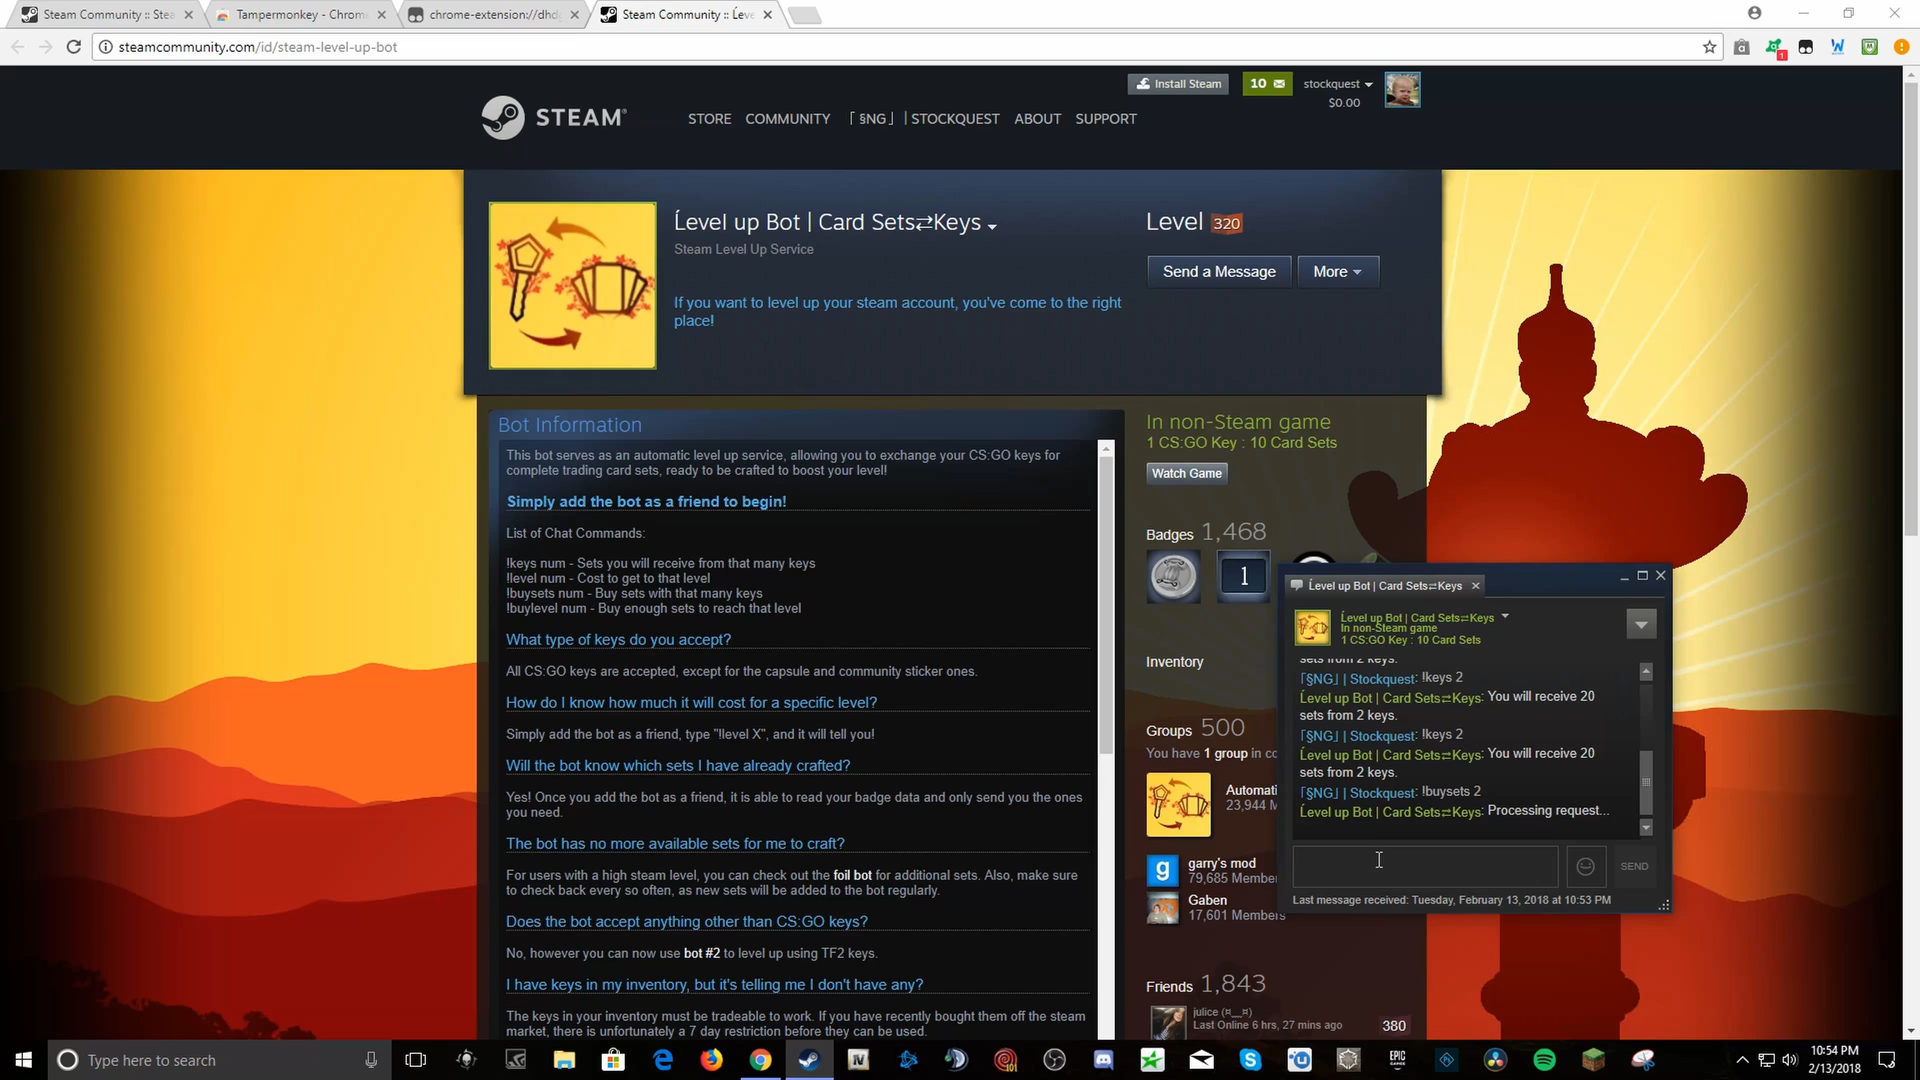 Steam Community :: Stea
Tampermonkey - Chrome
chrome-extension://dhdg
Steam Community :: Ĺeve
steamcommunity.com/id/steam-level-up-bot
1
Install Steam
10
stockquest
$0.00
STEAM®
STORE
COMMUNITY
「§NG」 | STOCKQUEST
ABOUT
SUPPORT
Ĺevel up Bot | Card Sets⇄Keys
Steam Level Up Service
If you want to level up your steam account, you've come to the right
place!
Level 320
Send a Message
More
Bot Information
This bot serves as an automatic level up service, allowing you to exchange your CS:GO keys for
complete trading card sets, ready to be crafted to boost your level!
Simply add the bot as a friend to begin!
List of Chat Commands:
!keys num - Sets you will receive from that many keys
!level num - Cost to get to that level
!buysets num - Buy sets with that many keys
!buylevel num - Buy enough sets to reach that level
What type of keys do you accept?
All CS:GO keys are accepted, except for the capsule and community sticker ones.
How do I know how much it will cost for a specific level?
Simply add the bot as a friend, type "!level X", and it will tell you!
Will the bot know which sets I have already crafted?
Yes! Once you add the bot as a friend, it is able to read your badge data and only send you the ones
you need.
The bot has no more available sets for me to craft?
For users with a high steam level, you can check out the foil bot for additional sets. Also, make sure
to check back every so often, as new sets will be added to the bot regularly.
Does the bot accept anything other than CS:GO keys?
No, however you can now use bot #2 to level up using TF2 keys.
I have keys in my inventory, but it's telling me I don't have any?
The keys in your inventory must be tradeable to work. If you have recently bought them off the steam
market, there is unfortunately a 7 day restriction before they can be used.
In non-Steam game
1 CS:GO Key : 10 Card Sets
Watch Game
Badges 1,468
1
Inventory
Groups 500
You have 1 group in co
Automati
23,944 M
g
garry's mod
79,685 Membe
Gaben
17,601 Members
Friends 1,843
julice (¤__¤)
Last Online 6 hrs, 27 mins ago
380
Ĺevel up Bot | Card Sets⇄Keys
Ĺevel up Bot | Card Sets⇄Keys
In non-Steam game
1 CS:GO Key : 10 Card Sets
sets from 2 keys.
「§NG」 | Stockquest: !keys 2
Ĺevel up Bot | Card Sets⇄Keys: You will receive 20
sets from 2 keys.
「§NG」 | Stockquest: !keys 2
Ĺevel up Bot | Card Sets⇄Keys: You will receive 20
sets from 2 keys.
「§NG」 | Stockquest: !buysets 2
Ĺevel up Bot | Card Sets⇄Keys: Processing request...
SEND
Last message received: Tuesday, February 13, 2018 at 10:53 PM
Type here to search
10:54 PM
2/13/2018